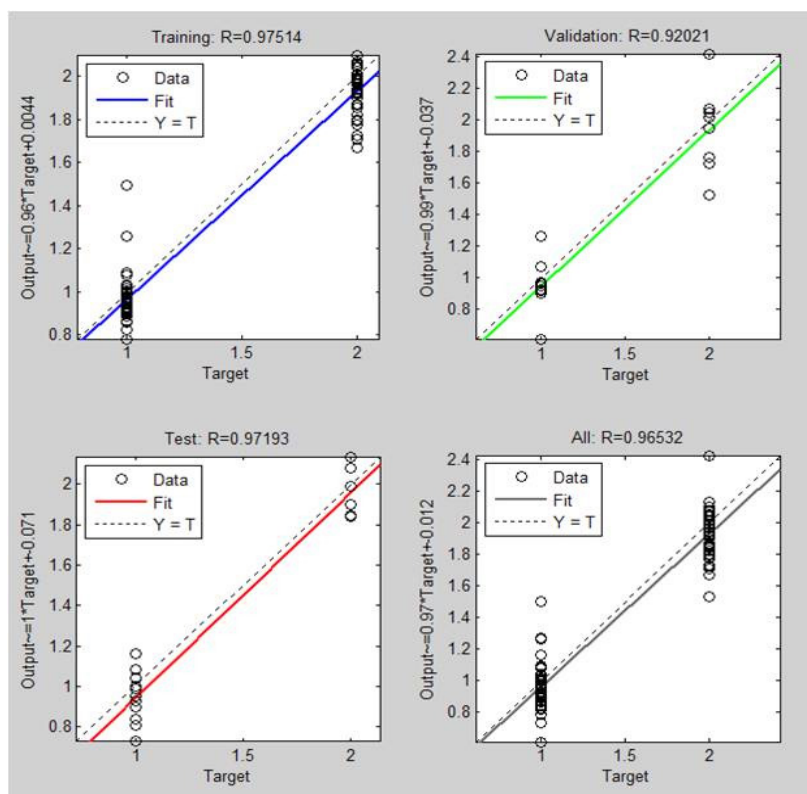 Training: R=0.97514
Output~=0.96*Target+0.0044
2
1.8
1.6
1.4
1.2
1
0.8
Data
Fit
Y = T
1
1.5
2
Target
Validation: R=0.92021
Output~=0.99*Target+-0.037
2.4
2.2
2
1.8
1.6
1.4
1.2
1
0.8
Data
Fit
Y = T
1
1.5
2
Target
Test: R=0.97193
Output~=1*Target+-0.071
2
1.8
1.6
1.4
1.2
1
0.8
Data
Fit
Y = T
1
1.5
2
Target
All: R=0.96532
Output~=0.97*Target+-0.012
2.4
2.2
2
1.8
1.6
1.4
1.2
1
0.8
Data
Fit
Y = T
1
1.5
2
Target